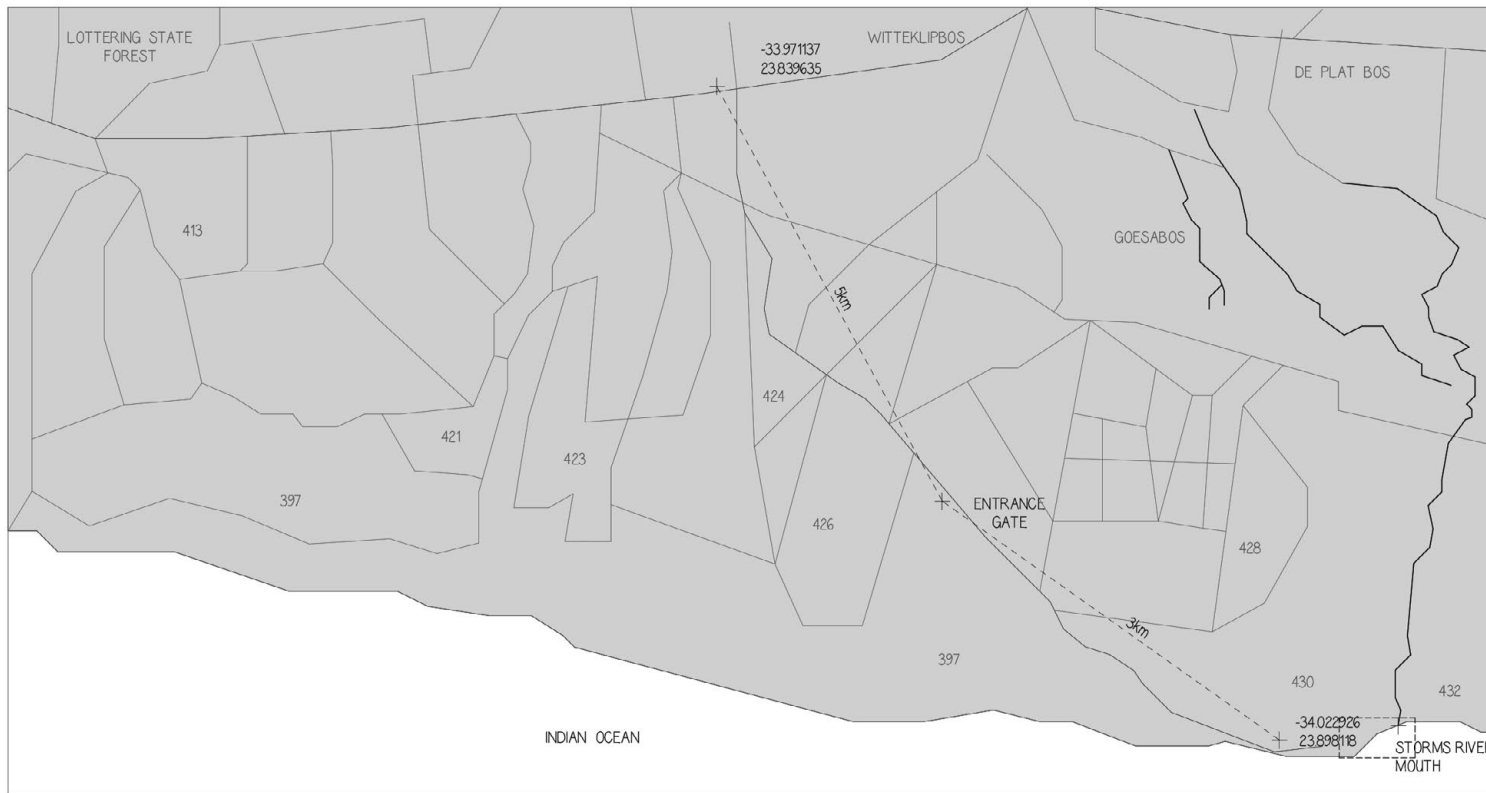 LOTTERING STATE
FOREST
-33.971137
23.839635
WITTEKLIPBOS
DE PLAT BOS
413
GOESABOS
5km
424
421
423
397
426
ENTRANCE
GATE
428
3km
397
430
432
-34.022926
23.898118
INDIAN OCEAN
STORMS RIVE
MOUTH